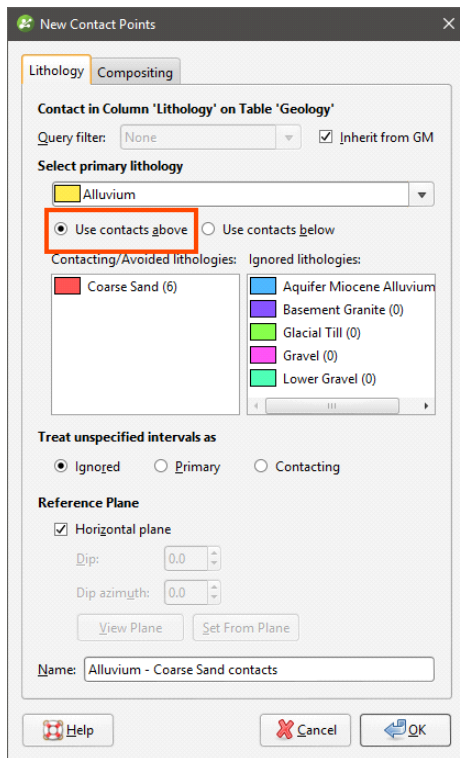 New Contact Points
Lithology Compositing
Contact in Column 'Lithology' on Table 'Geology'
Query filter: None Inherit from GM
Select primary lithology
Alluvium
Use contacts above Use contacts below
Contacting/Avoided lithologies: Ignored lithologies:
Coarse Sand (6) Aquifer Miocene Alluvium
Basement Granite (0)
Glacial Till (0)
Gravel (0)
Lower Gravel (0)
Treat unspecified intervals as
Ignored Primary Contacting
Reference Plane
Horizontal plane
Dip: 0.0
Dip azimuth: 0.0
View Plane Set From Plane
Name: Alluvium - Coarse Sand contacts
Help Cancel OK